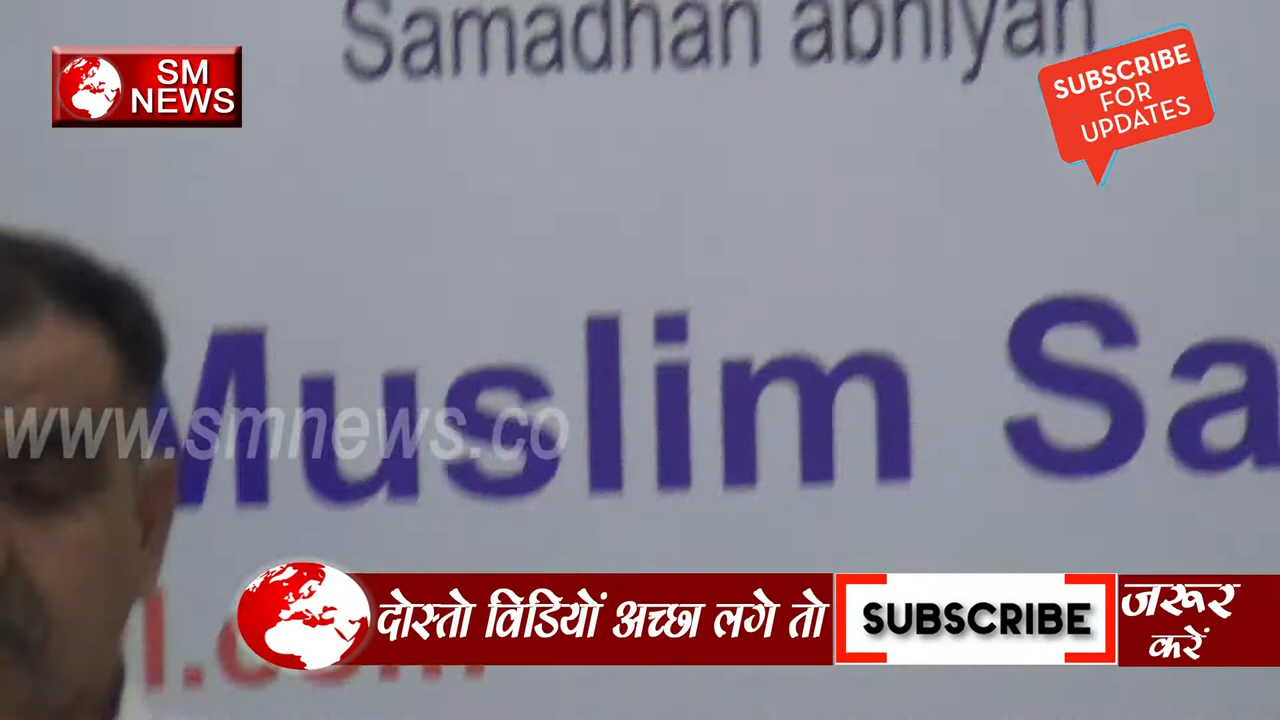 Samadhan abhiyan
SM
NEWS
SUBSCRIBE
FOR
UPDATES
Muslim Sa
www.smnews.co
दोस्तो विडियों अच्छा लगे तो
SUBSCRIBE
जरूर
करें